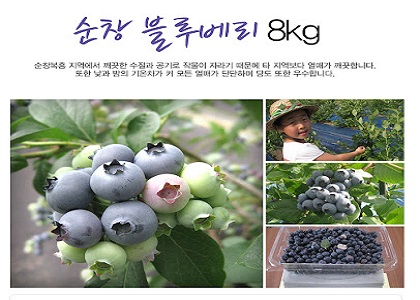 순창 블루베리 8kg
순창복흥 지역에서 깨끗한 수질과 공기로 작물이 자라기 때문에 타 지역보다 열매가 깨끗합니다.
또한 낮과 밤의 기온차가 커 모든 열매가 단단하며 당도 또한 우수합니다.